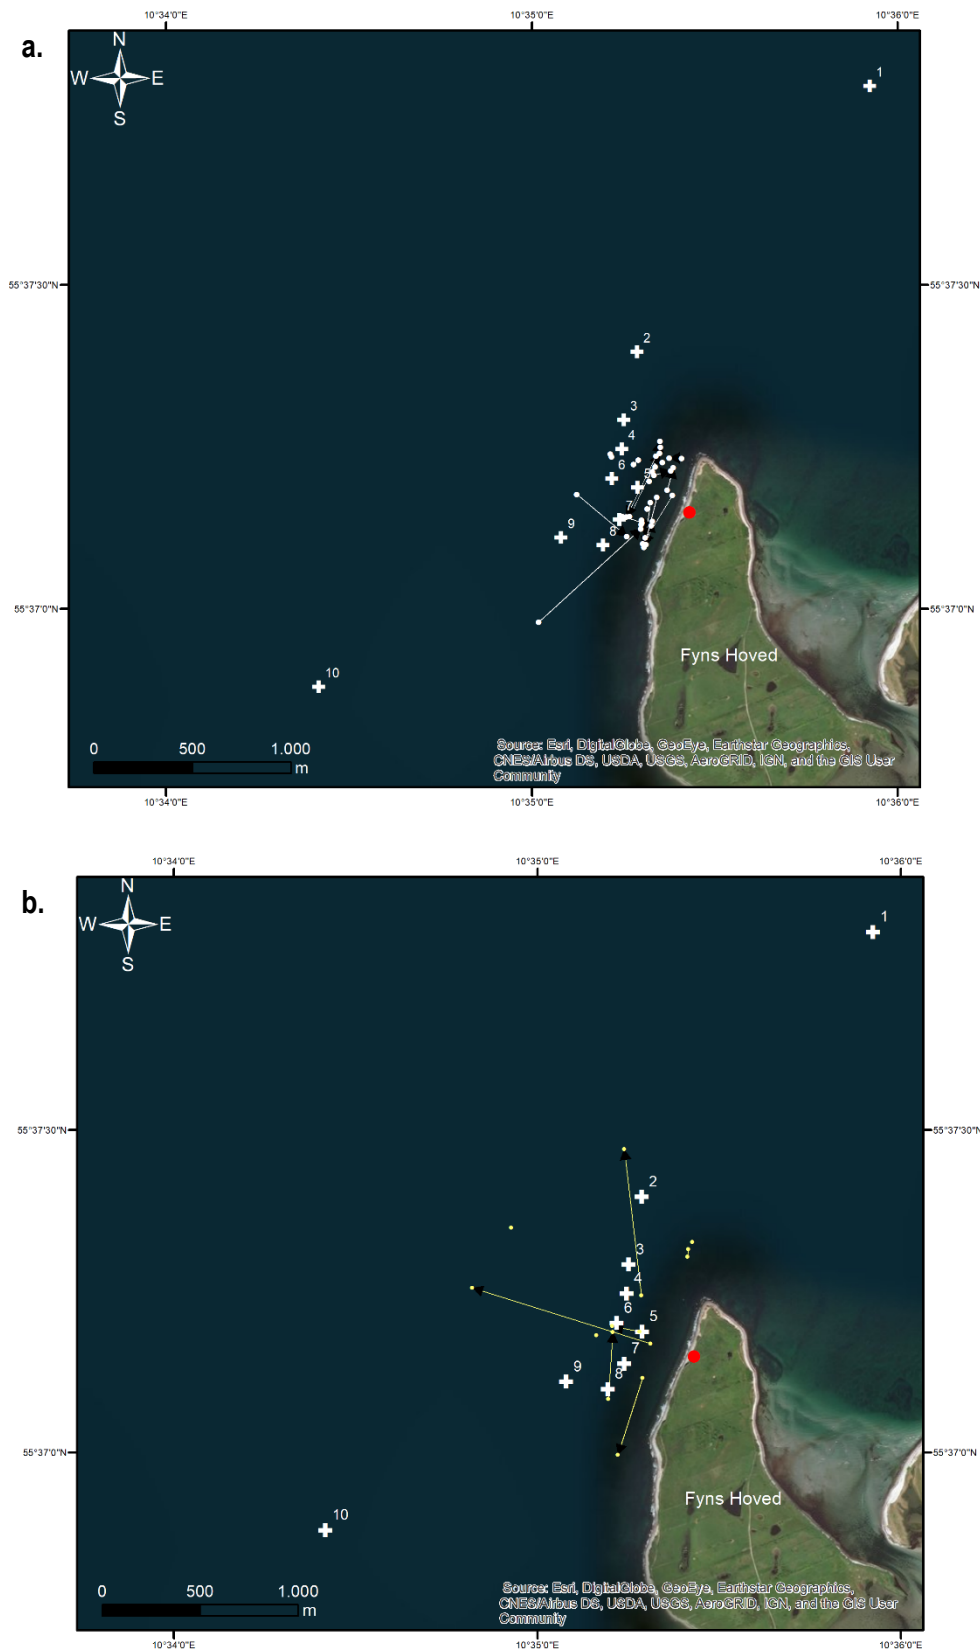 a.
10°34'0"E
10°35'0"E
10°36'0"E
N
W E
S
1
55°37'30"N
55°37'30"N
2
3
4
6
5
7
9
8
55°37'0"N
55°37'0"N
Fyns Hoved
10
0 500 1.000
m
Source: Esri, DigitalGlobe, GeoEye, Earthstar Geographics,
CNES/Airbus DS, USDA, USGS, AeroGRID, IGN, and the GIS User
Community
10°34'0"E
10°35'0"E
10°36'0"E
b.
10°34'0"E
10°35'0"E
10°36'0"E
N
W E
S
1
55°37'30"N
55°37'30"N
2
3
4
6
5
7
9
8
55°37'0"N
55°37'0"N
Fyns Hoved
10
0 500 1.000
m
Source: Esri, DigitalGlobe, GeoEye, Earthstar Geographics,
CNES/Airbus DS, USDA, USGS, AeroGRID, IGN, and the GIS User
Community
10°34'0"E
10°35'0"E
10°36'0"E